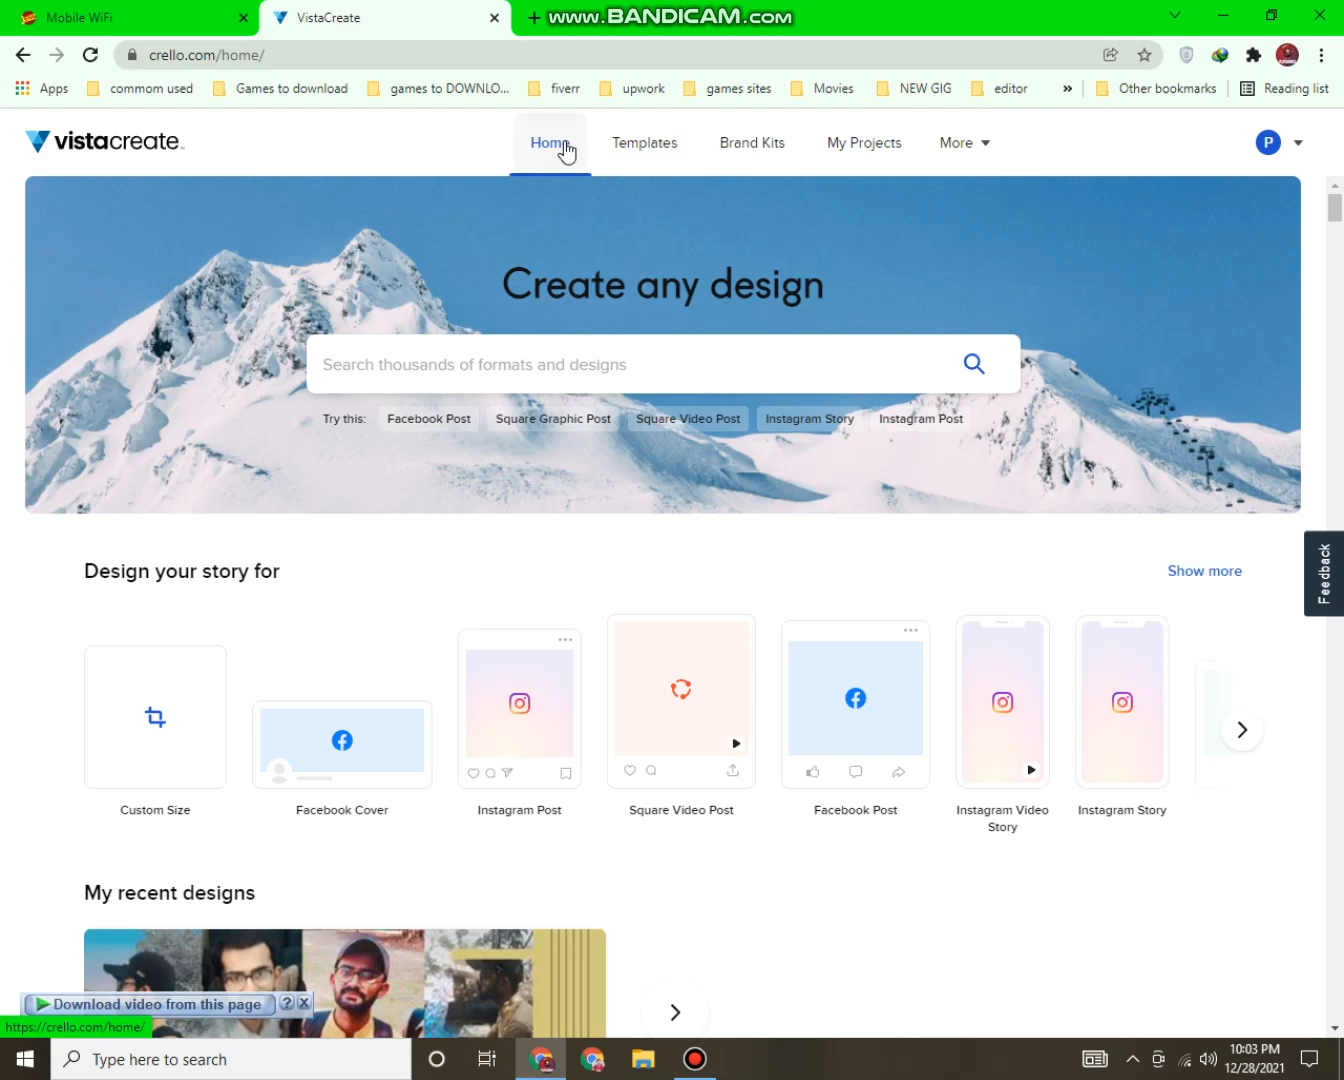 Mobile WiFi
VistaCreate
www.BANDICAM.com
crello.com/home/
Apps
commom used
Games to download
games to DOWNLO...
fiverr
upwork
games sites
Movies
NEW GIG
editor
»
Other bookmarks
Reading list
vistacreate
Home
Templates
Brand Kits
My Projects
More
P
Create any design
Search thousands of formats and designs
Try this:
Facebook Post
Square Graphic Post
Square Video Post
Instagram Story
Instagram Post
Feedback
Design your story for
Show more
Custom Size
Facebook Cover
Instagram Post
Square Video Post
Facebook Post
Instagram Video
Story
Instagram Story
My recent designs
Download video from this page
?
https://crello.com/home/
Type here to search
10:03 PM
12/28/2021